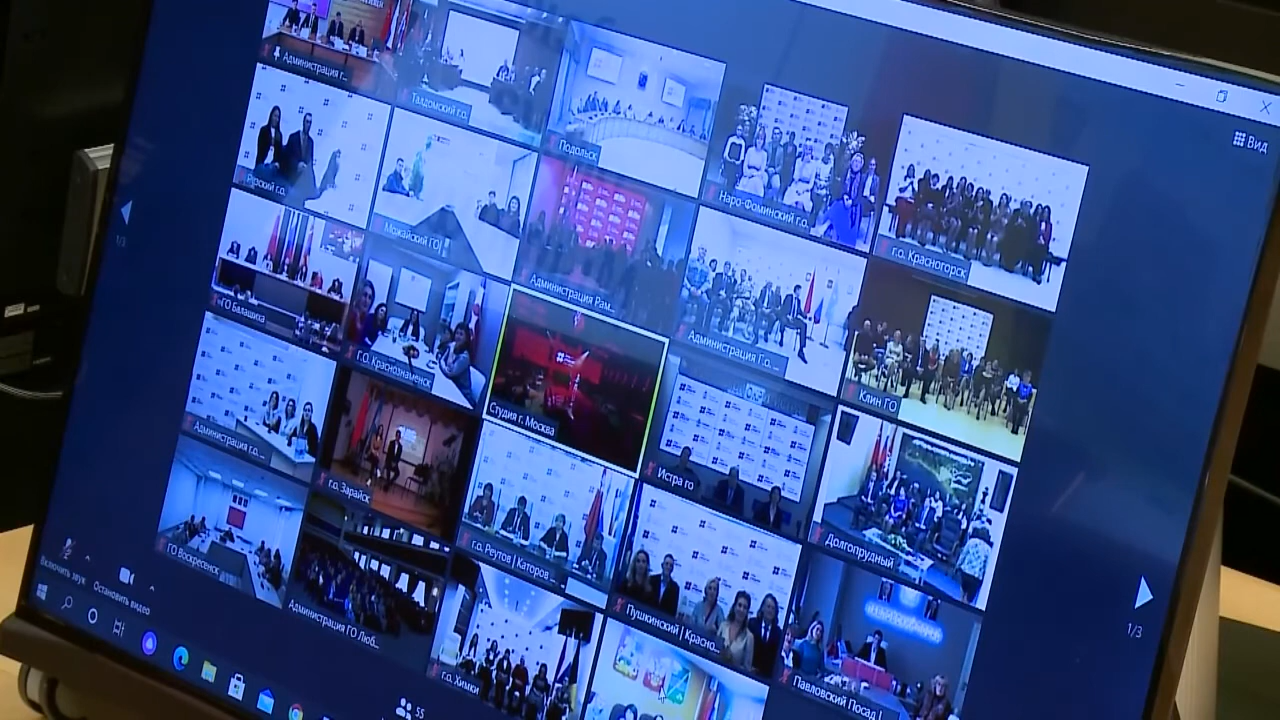 Вид
Администрация г...
Талдомский г.о.
Подольск
Наро-Фоминский г.о.
г.о. Красногорск
Рузский г.о.
Можайский ГО|
Администрация Рам...
Администрация Г.о. ...
Клин ГО
ГО Балашиха
Г.О. Краснознаменск
Студия г. Москва
Истра го
Долгопрудный
Администрация г.о. ...
г.о. Зарайск
г.о. Реутов | Каторов ...
Пушкинский | Красно...
Павловский Посад |
ГО Воскресенск
Администрация ГО Люб...
г.о. Химки
1/3
1/3
Включить звук
Остановить видео
55